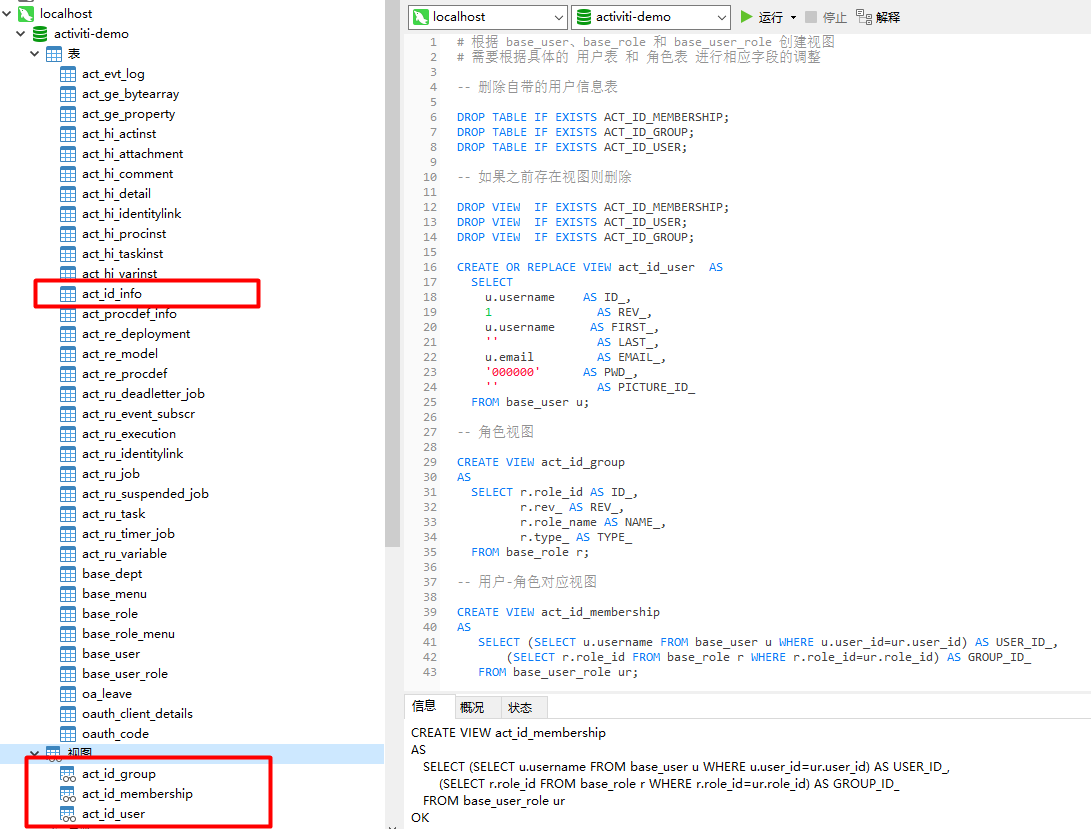 localhost
activiti-demo
表
act_evt_log
act_ge_bytearray
act_ge_property
act_hi_actinst
act_hi_attachment
act_hi_comment
act_hi_detail
act_hi_identitylink
act_hi_procinst
act_hi_taskinst
act_hi_varinst
act_id_info
act_procdef_info
act_re_deployment
act_re_model
act_re_procdef
act_ru_deadletter_job
act_ru_event_subscr
act_ru_execution
act_ru_identitylink
act_ru_job
act_ru_suspended_job
act_ru_task
act_ru_timer_job
act_ru_variable
base_dept
base_menu
base_role
base_role_menu
base_user
base_user_role
oa_leave
oauth_client_details
oauth_code
视图
act_id_group
act_id_membership
act_id_user
localhost activiti-demo 运行 停止 解释
1 # 根据 base_user、base_role 和 base_user_role 创建视图
2 # 需要根据具体的 用户表 和 角色表 进行相应字段的调整
3
4 -- 删除自带的用户信息表
5
6 DROP TABLE IF EXISTS ACT_ID_MEMBERSHIP;
7 DROP TABLE IF EXISTS ACT_ID_GROUP;
8 DROP TABLE IF EXISTS ACT_ID_USER;
9
10 -- 如果之前存在视图则删除
11
12 DROP VIEW  IF EXISTS ACT_ID_MEMBERSHIP;
13 DROP VIEW  IF EXISTS ACT_ID_USER;
14 DROP VIEW  IF EXISTS ACT_ID_GROUP;
15
16 CREATE OR REPLACE VIEW act_id_user  AS
17   SELECT
18     u.username    AS ID_,
19     1               AS REV_,
20     u.username     AS FIRST_,
21     ''              AS LAST_,
22     u.email         AS EMAIL_,
23     '000000'      AS PWD_,
24     ''              AS PICTURE_ID_
25   FROM base_user u;
26
27 -- 角色视图
28
29 CREATE VIEW act_id_group
30 AS
31   SELECT r.role_id AS ID_,
32          r.rev_ AS REV_,
33          r.role_name AS NAME_,
34          r.type_ AS TYPE_
35   FROM base_role r;
36
37 -- 用户-角色对应视图
38
39 CREATE VIEW act_id_membership
40 AS
41    SELECT (SELECT u.username FROM base_user u WHERE u.user_id=ur.user_id) AS USER_ID_,
42        (SELECT r.role_id FROM base_role r WHERE r.role_id=ur.role_id) AS GROUP_ID_
43    FROM base_user_role ur;
信息 概况 状态
CREATE VIEW act_id_membership
AS
SELECT (SELECT u.username FROM base_user u WHERE u.user_id=ur.user_id) AS USER_ID_,
(SELECT r.role_id FROM base_role r WHERE r.role_id=ur.role_id) AS GROUP_ID_
FROM base_user_role ur
OK